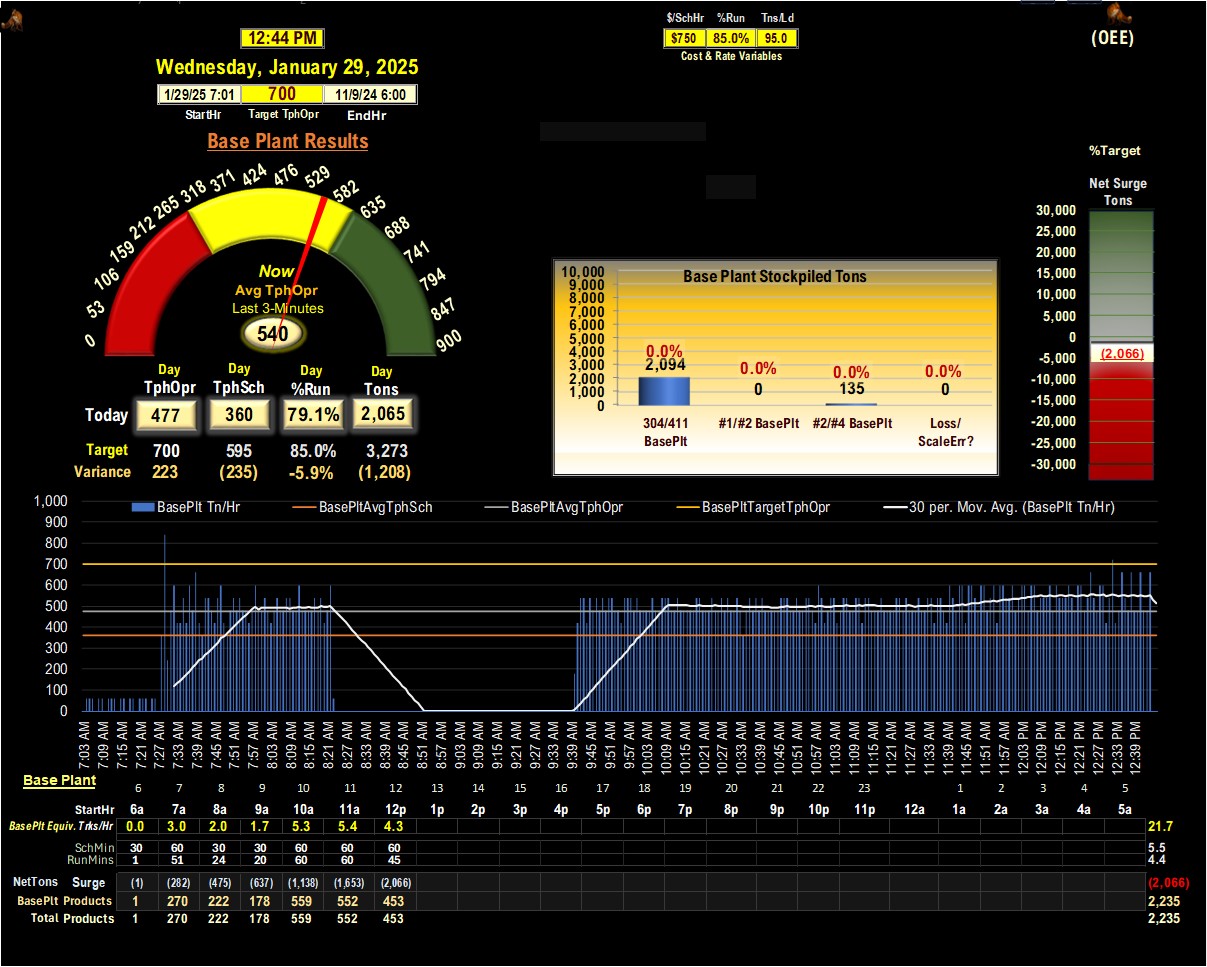 $/SchHr %Run Tns/Ld
$750 85.0% 95.0
Cost & Rate Variables
(OEE)
12:44 PM
Wednesday, January 29, 2025
1/29/25 7:01 700 11/9/24 6:00
StartHr Target TphOpr EndHr
Base Plant Results
0 53 106 159 212 265 318 371 424 476 529 582 635 688 741 794 847 900
Now
Avg TphOpr
Last 3-Minutes
540
Day Day Day Day
TphOpr TphSch %Run Tons
Today 477 360 79.1% 2,065
Target 700 595 85.0% 3,273
Variance 223 (235) -5.9% (1,208)
Base Plant Stockpiled Tons
10,000
9,000
8,000
7,000
6,000
5,000
4,000
3,000
2,000
1,000
0
0.0% 0.0% 0.0% 0.0%
2,094 0 135 0
304/411 BasePlt #1/#2 BasePlt #2/#4 BasePlt Loss/ ScaleErr?
%Target
Net Surge
Tons
30,000
25,000
20,000
15,000
10,000
5,000
0
-5,000
-10,000
-15,000
-20,000
-25,000
-30,000
(2,066)
BasePlt Tn/Hr BasePltAvgTphSch BasePltAvgTphOpr BasePltTargetTphOpr 30 per. Mov. Avg. (BasePlt Tn/Hr)
1,000
900
800
700
600
500
400
300
200
100
0
7:03 AM 7:09 AM 7:15 AM 7:21 AM 7:27 AM 7:33 AM 7:39 AM 7:45 AM 7:51 AM 7:57 AM 8:03 AM 8:09 AM 8:15 AM 8:21 AM 8:27 AM 8:33 AM 8:39 AM 8:45 AM 8:51 AM 8:57 AM 9:03 AM 9:09 AM 9:15 AM 9:21 AM 9:27 AM 9:33 AM 9:39 AM 9:45 AM 9:51 AM 9:57 AM 10:03 AM 10:09 AM 10:15 AM 10:21 AM 10:27 AM 10:33 AM 10:39 AM 10:45 AM 10:51 AM 10:57 AM 11:03 AM 11:09 AM 11:15 AM 11:21 AM 11:27 AM 11:33 AM 11:39 AM 11:45 AM 11:51 AM 11:57 AM 12:03 PM 12:09 PM 12:15 PM 12:21 PM 12:27 PM 12:33 PM 12:39 PM
Base Plant
6 7 8 9 10 11 12 13 14 15 16 17 18 19 20 21 22 23 1 2 3 4 5
StartHr 6a 7a 8a 9a 10a 11a 12p 1p 2p 3p 4p 5p 6p 7p 8p 9p 10p 11p 12a 1a 2a 3a 4a 5a
BasePlt Equiv. Trks/Hr 0.0 3.0 2.0 1.7 5.3 5.4 4.3 21.7
SchMin 30 60 30 30 60 60 60 5.5
RunMins 1 51 24 20 60 60 45 4.4
NetTons Surge (1) (282) (475) (637) (1,138) (1,653) (2,066) (2,066)
BasePlt Products 1 270 222 178 559 552 453 2,235
Total Products 1 270 222 178 559 552 453 2,235